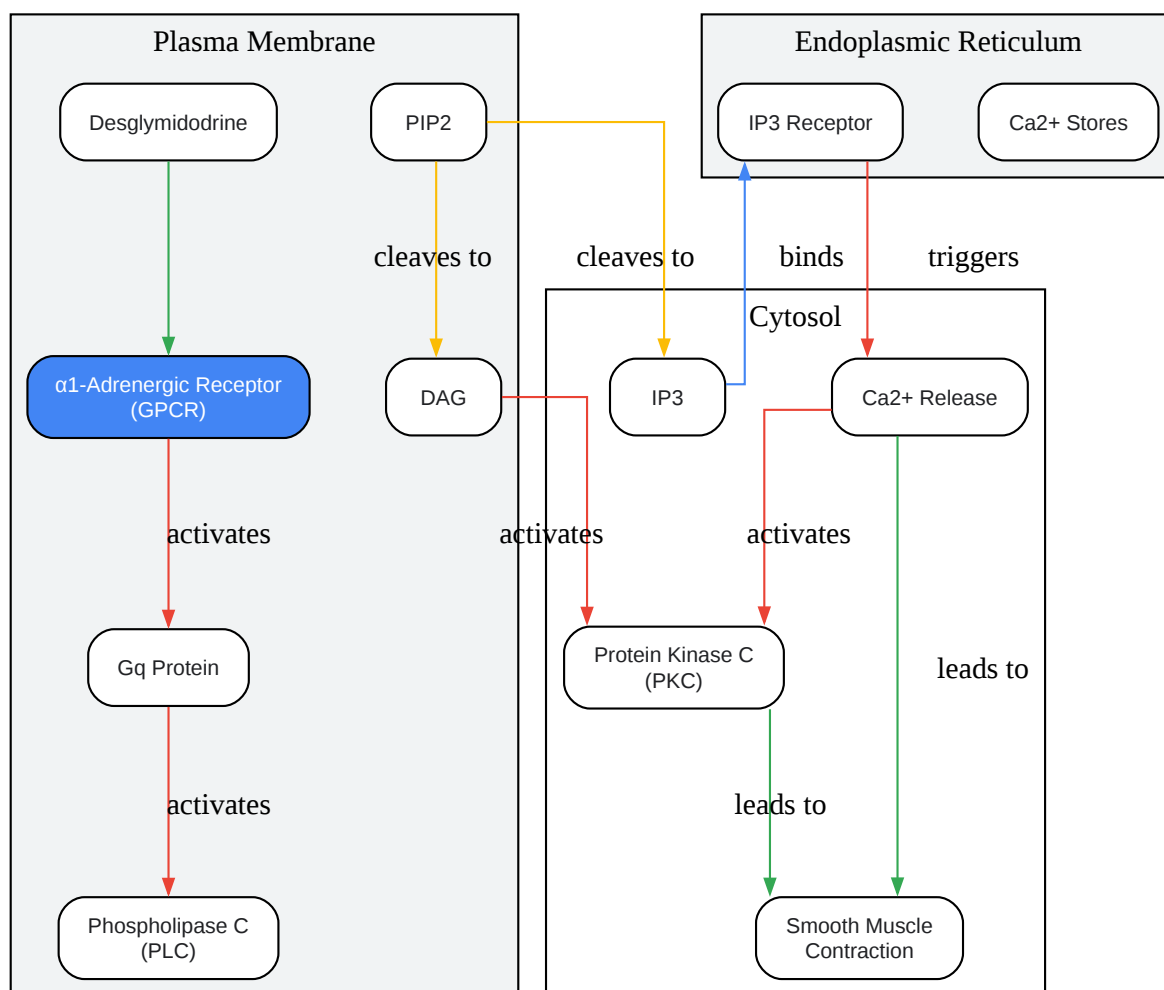 Plasma Membrane
Endoplasmic Reticulum
Desglymidodrine
PIP2
IP3 Receptor
Ca2+ Stores
cleaves to
cleaves to
binds
triggers
Cytosol
α1-Adrenergic Receptor
(GPCR)
DAG
IP3
Ca2+ Release
activates
activates
activates
Gq Protein
Protein Kinase C
(PKC)
leads to
activates
leads to
Phospholipase C
(PLC)
Smooth Muscle
Contraction